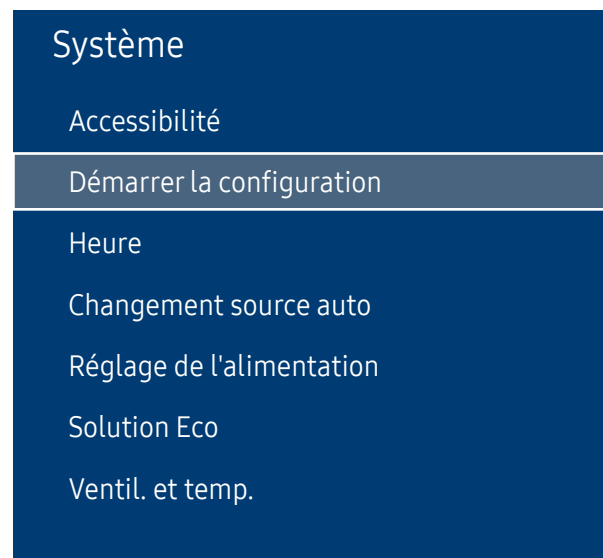 Système
Accessibilité
Démarrer la configuration
Heure
Changement source auto
Réglage de l'alimentation
Solution Eco
Ventil. et temp.